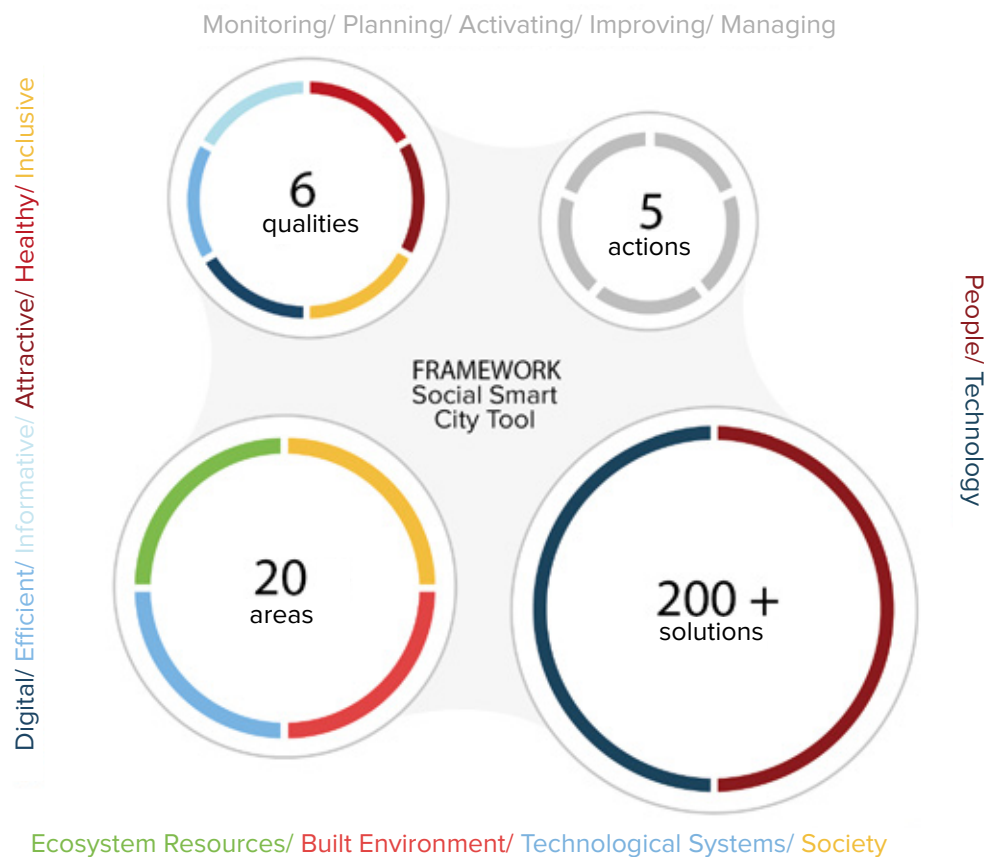 Monitoring/ Planning/ Activating/ Improving/ Managing
Digital/ Efficient/ Informative/ Attractive/ Healthy/ Inclusive
6
qualities
5
actions
People/ Technology
FRAMEWORK
Social Smart
City Tool
20
areas
200 +
solutions
Ecosystem Resources/ Built Environment/ Technological Systems/ Society